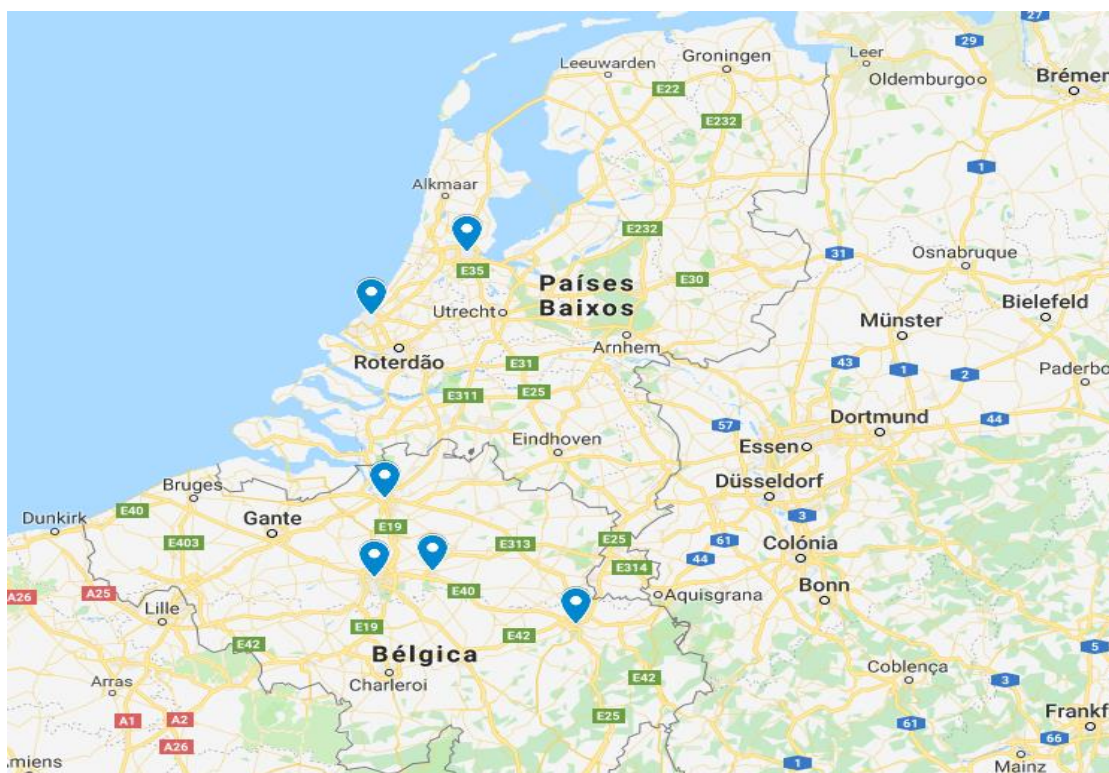 27
Groningen
Leer
29
Leeuwarden
Oldemburgo
Brémen
E22
E232
1
Alkmaar
E232
31
Osnabruque
E35
E30
Países
Baixos
Bielefeld
Utrecht
Münster
Roterdão
Arnhem
E31
43
1
2
Paderbo
E311
E25
Dortmund
44
57
Eindhoven
Essen
Bruges
Düsseldorf
E40
Dunkirk
Gante
E19
3
E403
E313
E25
61
44
Colónia
E314
A26
A25
E40
Aquisgrana
Bonn
Lille
E19
E42
E42
Bélgica
5
Charleroi
E42
Coblença
3
Arras
A1
A2
E25
61
Frankf
A26
66
miens
1
Mainz